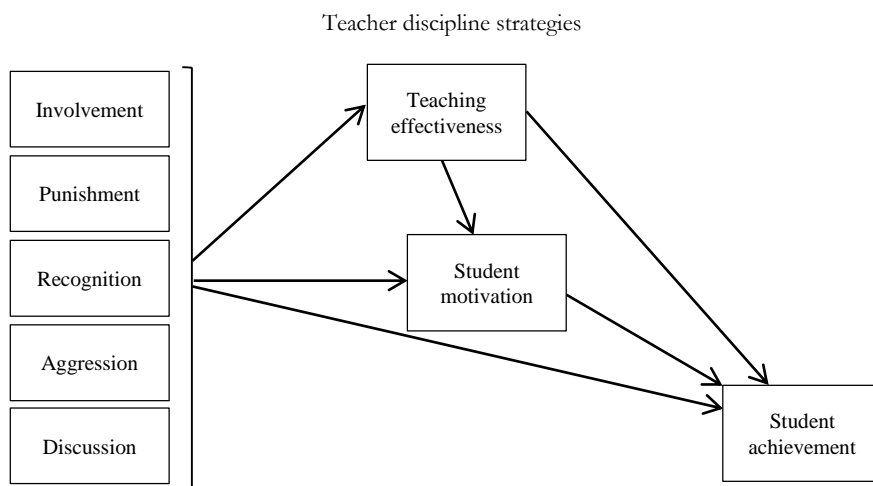 Teacher discipline strategies
Involvement
Punishment
Recognition
Aggression
Discussion
Teaching
effectiveness
Student
motivation
Student
achievement